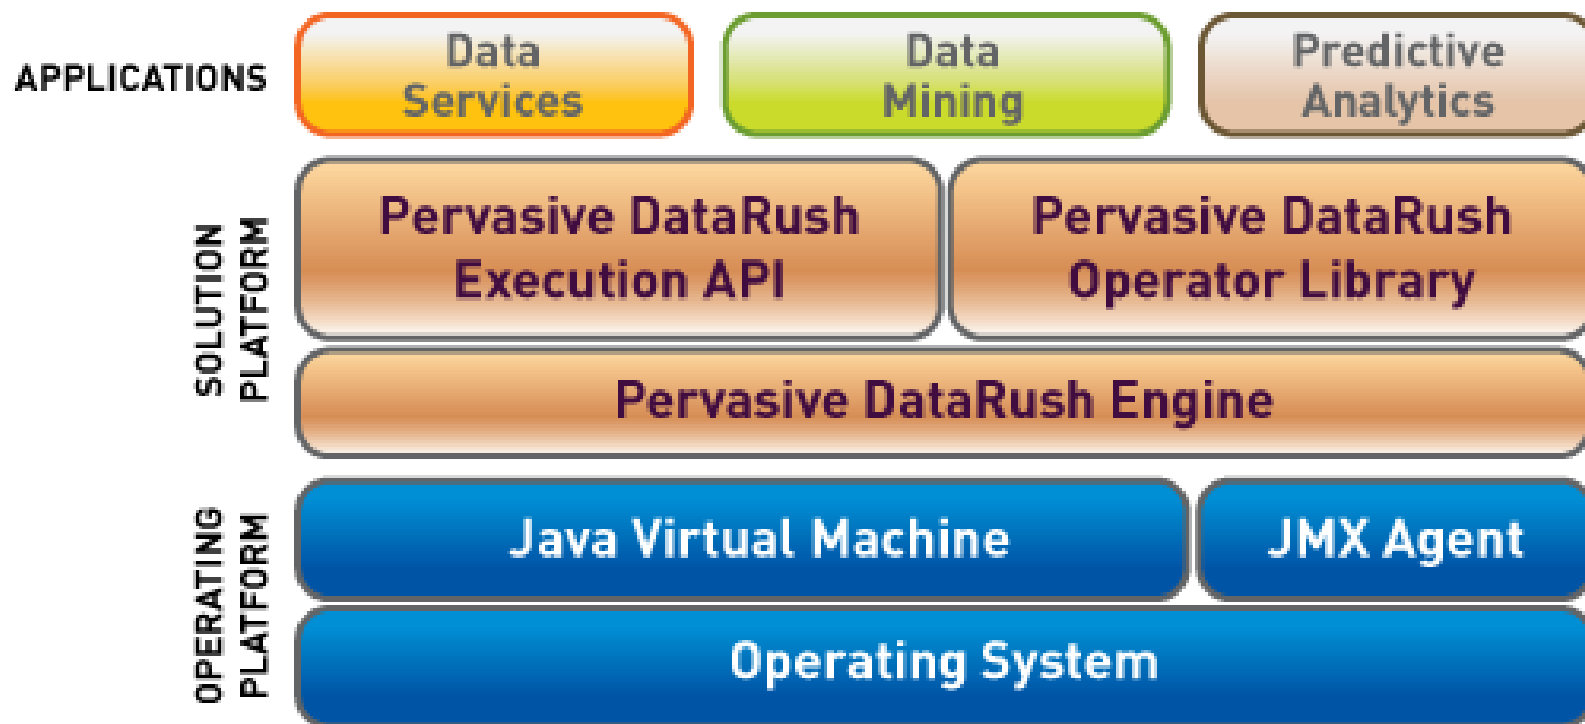 APPLICATIONS
Data
Services
Data
Mining
Predictive
Analytics
SOLUTION
PLATFORM
Pervasive DataRush
Execution API
Pervasive DataRush
Operator Library
Pervasive DataRush Engine
OPERATING
PLATFORM
Java Virtual Machine
JMX Agent
Operating System